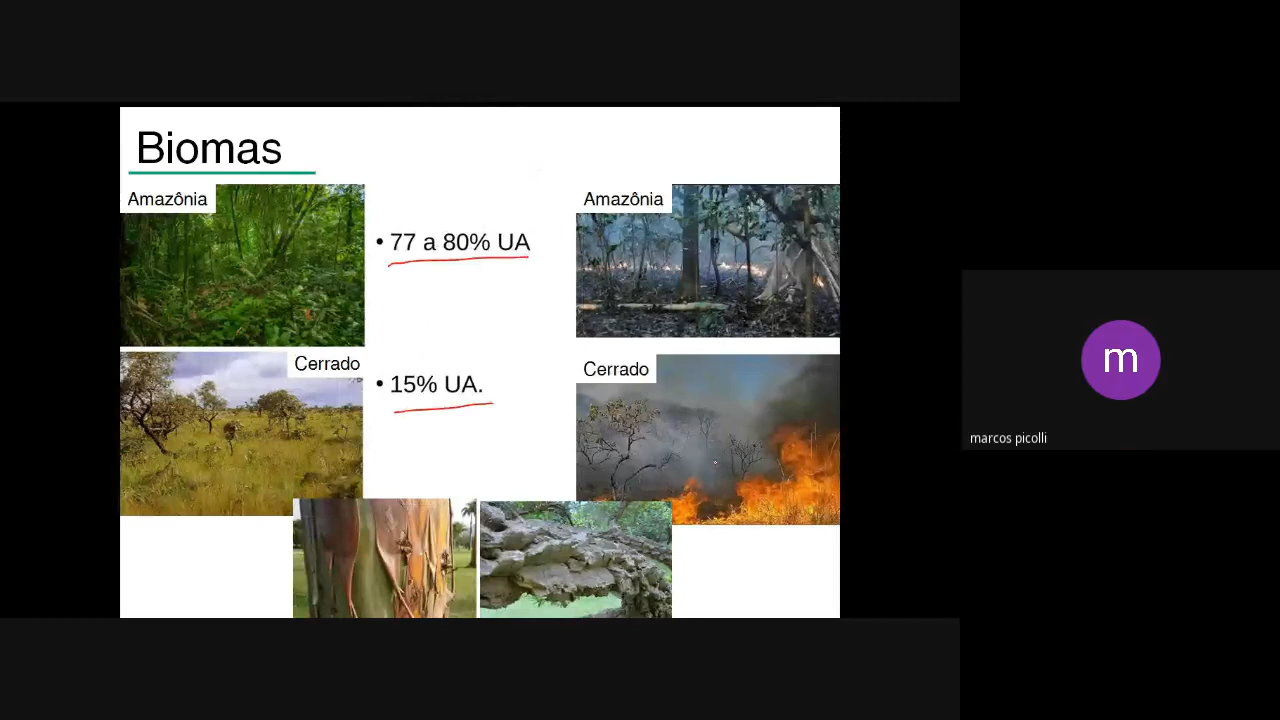 Biomas
Amazônia
Amazônia
• 77 a 80% UA
Cerrado
Cerrado
• 15% UA.
m
marcos picolli